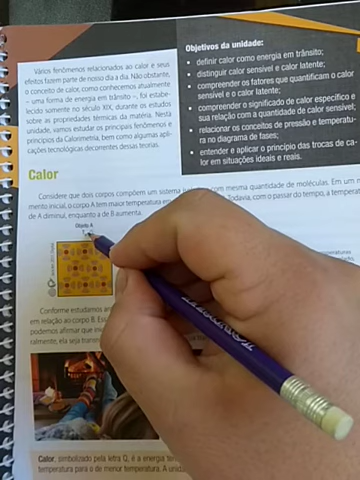 Vários fenômenos relacionados ao calor e seus
efeitos fazem parte de nosso dia a dia. Não obstante,
o conceito de calor, como conhecemos atualmente
– uma forma de energia em trânsito –, foi estabe-
lecido somente no século XIX, durante os estudos
sobre as propriedades térmicas da matéria. Nesta
unidade, vamos estudar os principais fenômenos e
princípios da Calorimetria, bem como algumas apli-
cações tecnológicas decorrentes dessas teorias.
Objetivos da unidade:
• definir calor como energia em trânsito;
• distinguir calor sensível e calor latente;
• compreender os fatores que quantificam o calor
sensível e o calor latente;
• compreender o significado de calor específico e
sua relação com a quantidade de calor sensível;
• relacionar os conceitos de pressão e temperatu-
ra no diagrama de fases;
• entender e aplicar o princípio das trocas de ca-
lor em situações ideais e reais.
Calor
Considere que dois corpos compõem um sistema com mesma quantidade de moléculas. Em um
mento inicial, o corpo A tem maior temperatura Todavia, com o passar do tempo, a
de A diminui, enquanto a de B aumenta.
Objeto A
Conforme estudamos
em relação ao corpo B.
podemos afirmar que
ralmente, ela seja
Calor, simbolizado pela letra Q, é a energia
temperatura para o de menor temperatura. A